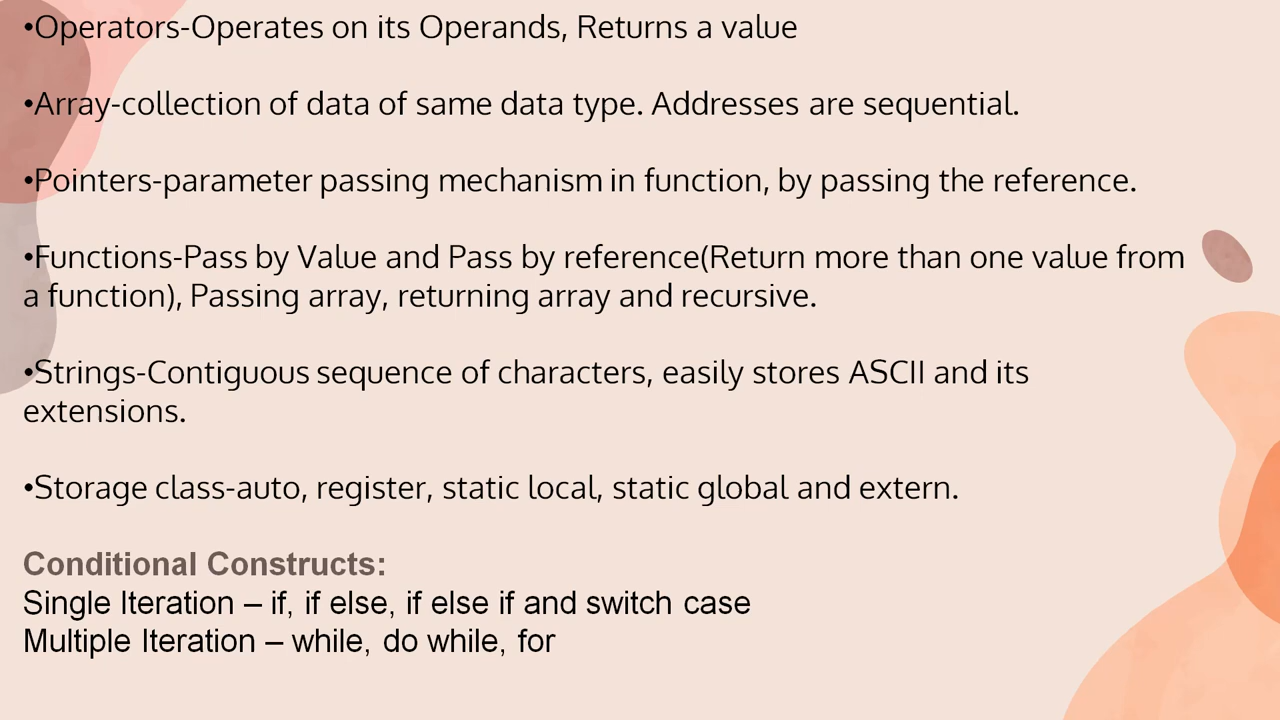 •Operators-Operates on its Operands, Returns a value
•Array-collection of data of same data type. Addresses are sequential.
•Pointers-parameter passing mechanism in function, by passing the reference.
•Functions-Pass by Value and Pass by reference(Return more than one value from
a function), Passing array, returning array and recursive.
•Strings-Contiguous sequence of characters, easily stores ASCII and its
extensions.
•Storage class-auto, register, static local, static global and extern.
Conditional Constructs:
Single Iteration – if, if else, if else if and switch case
Multiple Iteration – while, do while, for